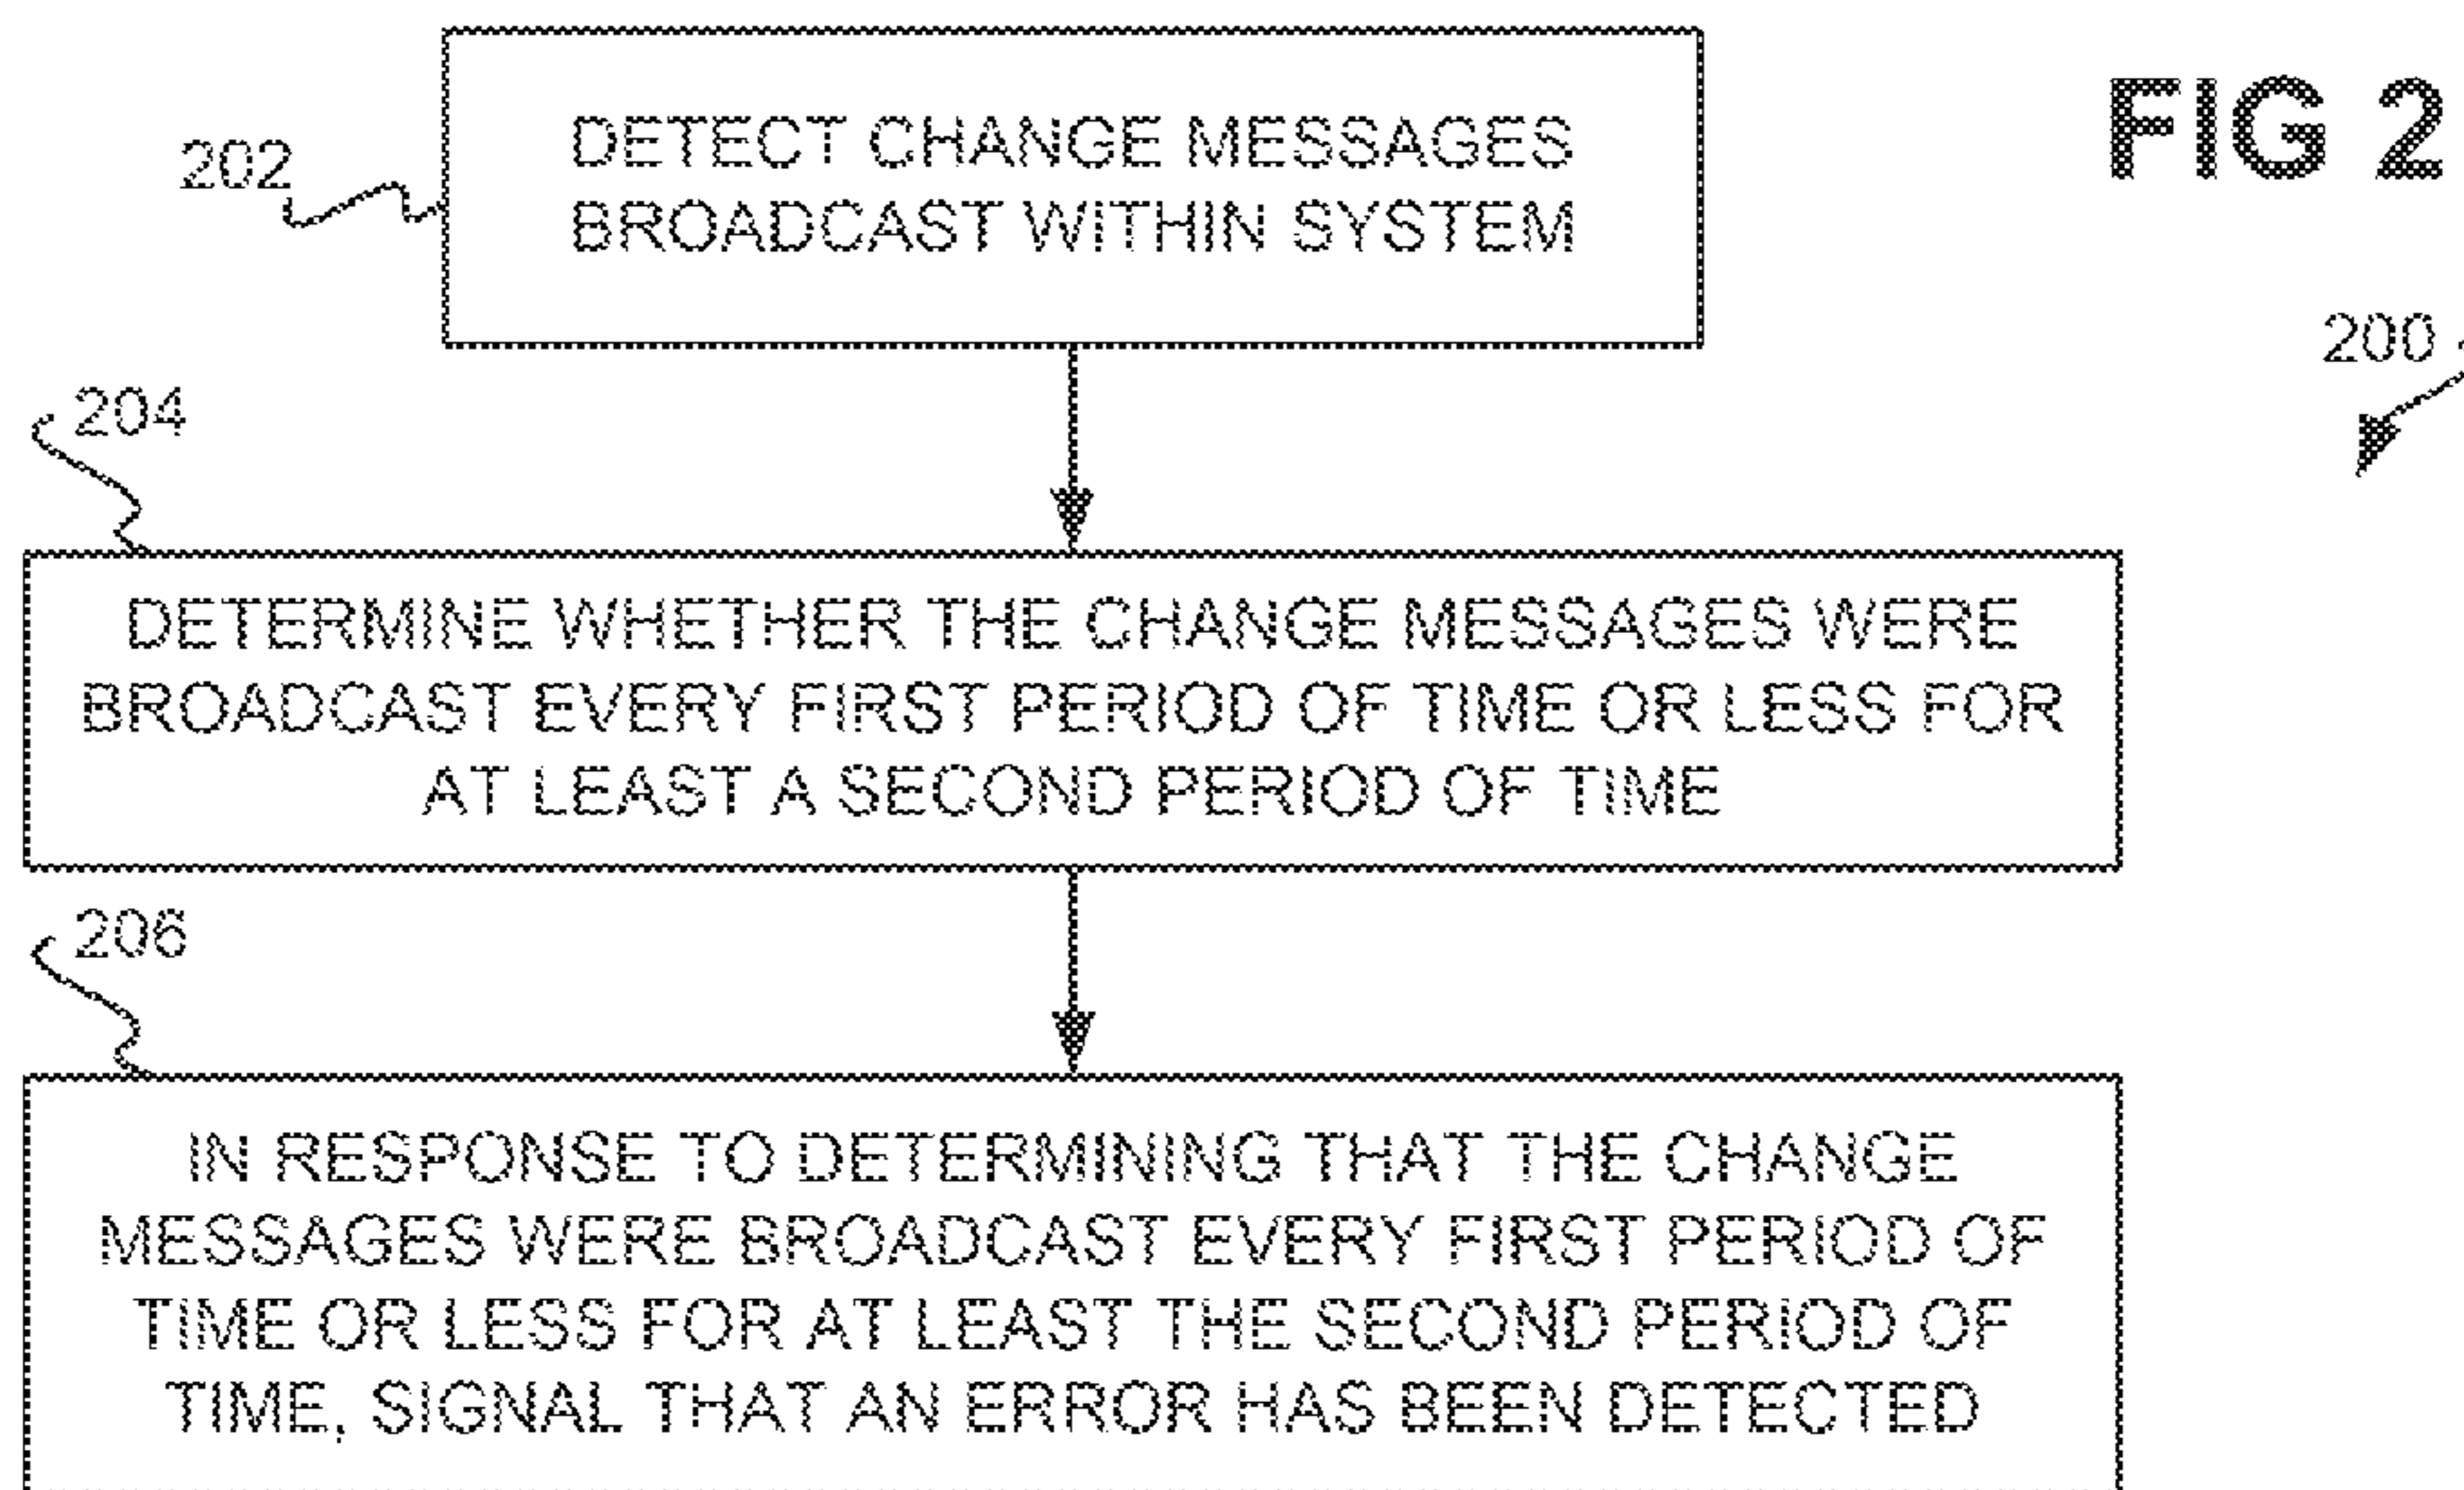 FIG 2
200
202
DETECT CHANGE MESSAGES
BROADCAST WITHIN SYSTEM
204
DETERMINE WHETHER THE CHANGE MESSAGES WERE
BROADCAST EVERY FIRST PERIOD OF TIME OR LESS FOR
AT LEAST A SECOND PERIOD OF TIME
206
IN RESPONSE TO DETERMINING THAT THE CHANGE
MESSAGES WERE BROADCAST EVERY FIRST PERIOD OF
TIME OR LESS FOR AT LEAST THE SECOND PERIOD OF
TIME, SIGNAL THAT AN ERROR HAS BEEN DETECTED